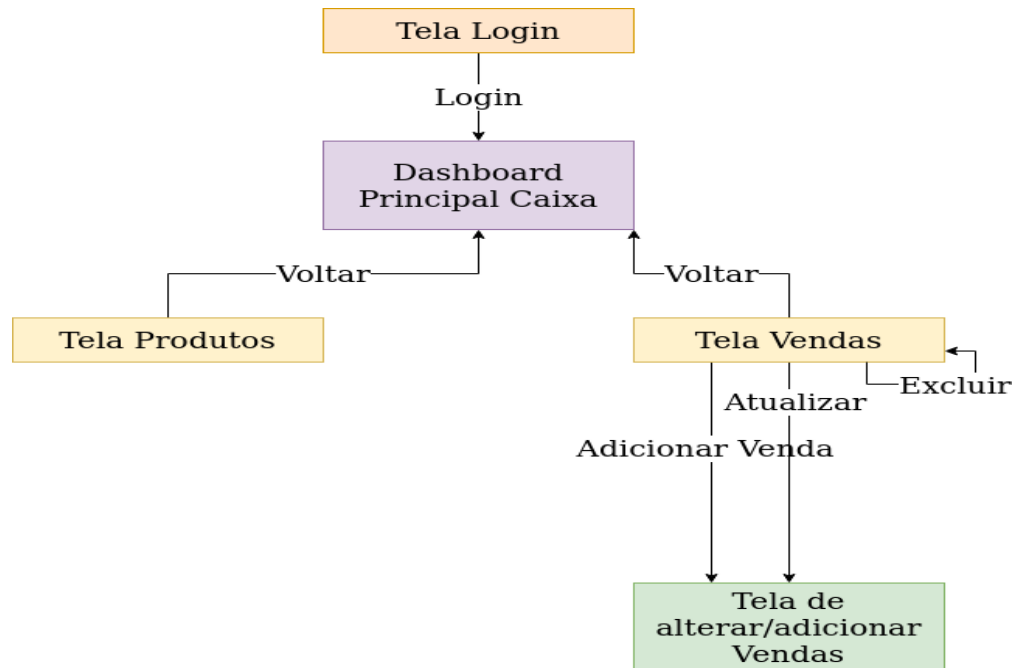 Tela Login
Login
Dashboard
Principal Caixa
Voltar
Voltar
Tela Produtos
Tela Vendas
Excluir
Atualizar
Adicionar Venda
Tela de
alterar/adicionar
Vendas